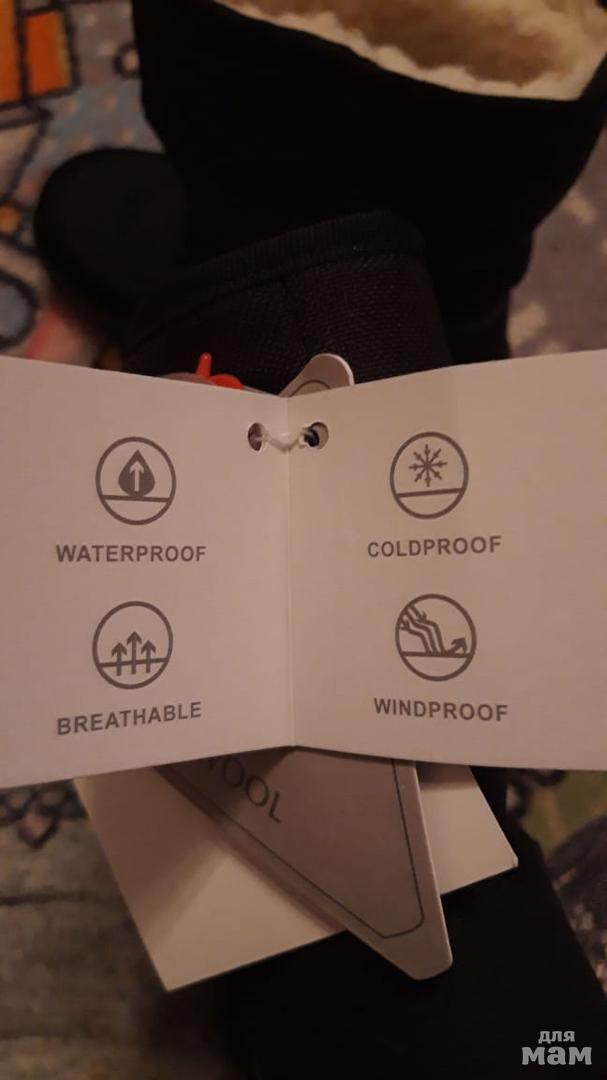 WATERPROOF
COLDPROOF
BREATHABLE
WINDPROOF
WOOL
для
мам